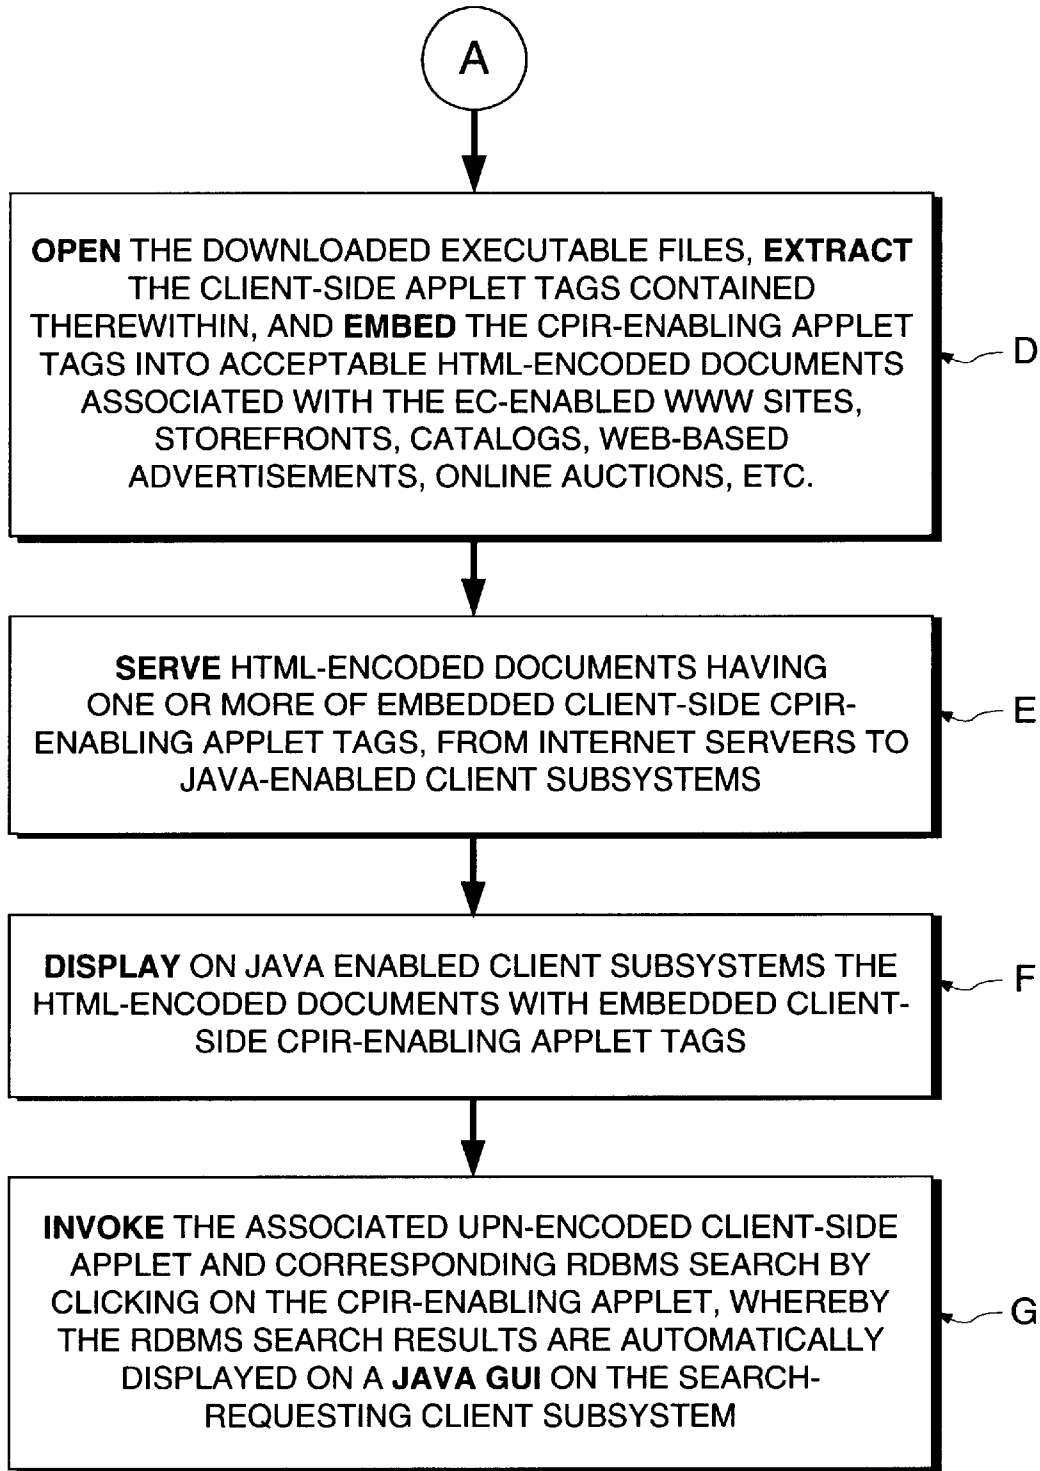 A
OPEN THE DOWNLOADED EXECUTABLE FILES, EXTRACT
THE CLIENT-SIDE APPLET TAGS CONTAINED
THEREWITHIN, AND EMBED THE CPIR-ENABLING APPLET
TAGS INTO ACCEPTABLE HTML-ENCODED DOCUMENTS
ASSOCIATED WITH THE EC-ENABLED WWW SITES,
STOREFRONTS, CATALOGS, WEB-BASED
ADVERTISEMENTS, ONLINE AUCTIONS, ETC.
D
SERVE HTML-ENCODED DOCUMENTS HAVING
ONE OR MORE OF EMBEDDED CLIENT-SIDE CPIR-
ENABLING APPLET TAGS, FROM INTERNET SERVERS TO
JAVA-ENABLED CLIENT SUBSYSTEMS
E
DISPLAY ON JAVA ENABLED CLIENT SUBSYSTEMS THE
HTML-ENCODED DOCUMENTS WITH EMBEDDED CLIENT-
SIDE CPIR-ENABLING APPLET TAGS
F
INVOKE THE ASSOCIATED UPN-ENCODED CLIENT-SIDE
APPLET AND CORRESPONDING RDBMS SEARCH BY
CLICKING ON THE CPIR-ENABLING APPLET, WHEREBY
THE RDBMS SEARCH RESULTS ARE AUTOMATICALLY
DISPLAYED ON A JAVA GUI ON THE SEARCH-
REQUESTING CLIENT SUBSYSTEM
G